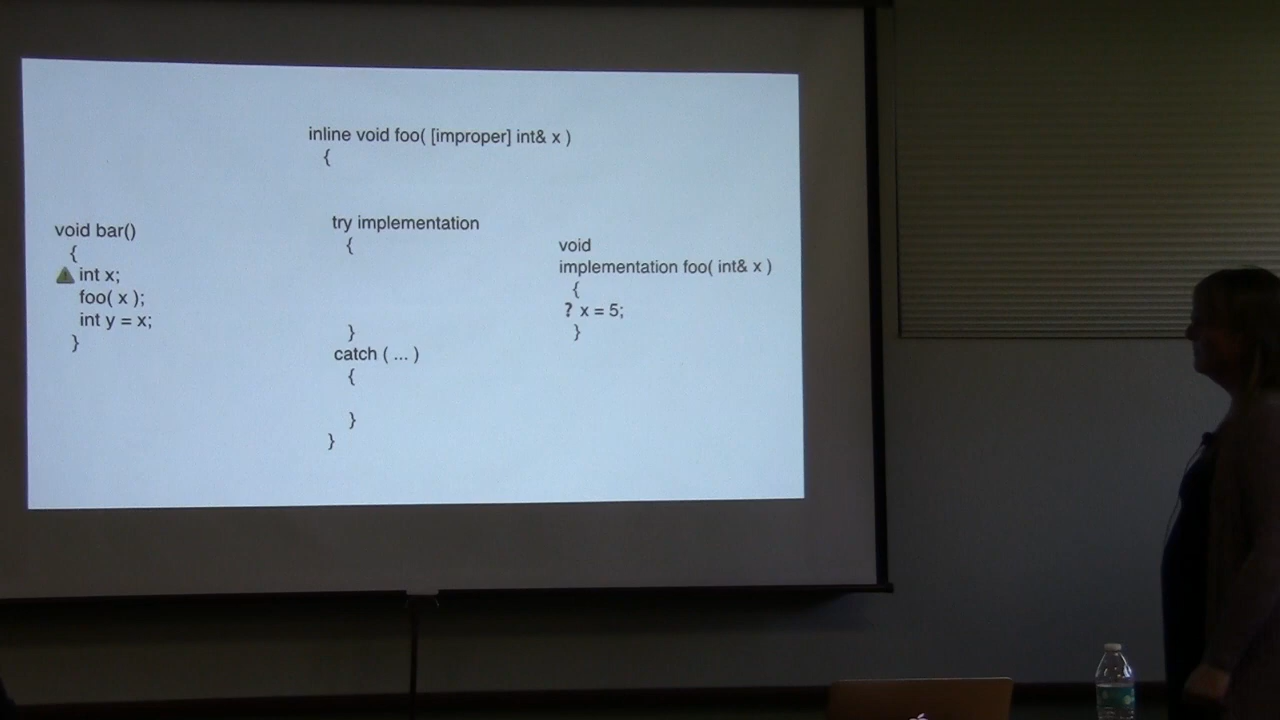 inline void foo( [improper] int& x )
{
void bar()
{
int x;
foo( x );
int y = x;
}
try implementation
{
}
catch ( ... )
{
}
}
void
implementation foo( int& x )
{
? x = 5;
}